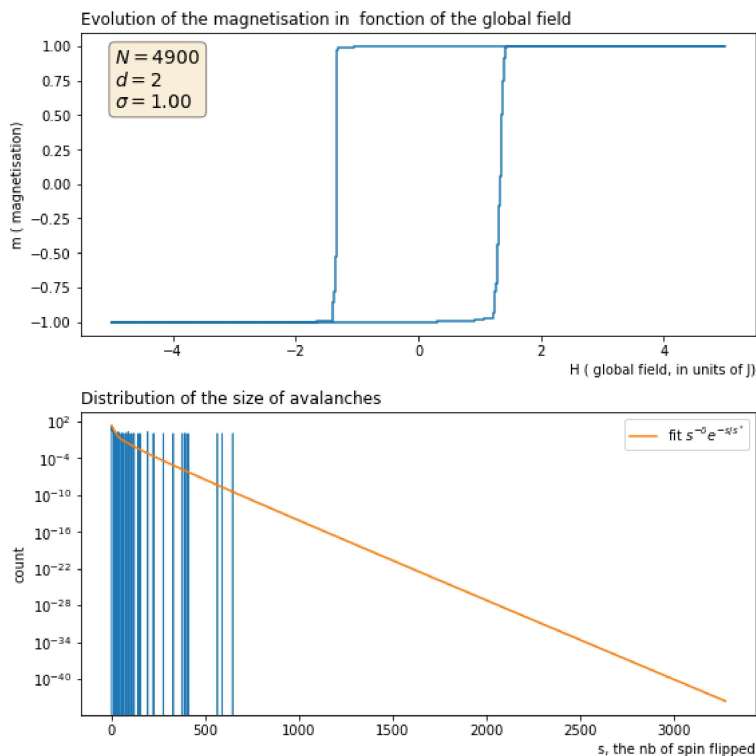 Evolution of the magnetisation in  fonction of the global field
N = 4900
d = 2
σ = 1.00
1.00
0.75
0.50
0.25
0.00
−0.25
−0.50
−0.75
−1.00
m ( magnetisation)
−4 −2 0 2 4
H ( global field, in units of J)
Distribution of the size of avalanches
fit s^{−δ}e^{−s/s*}
10²
10⁻⁴
10⁻¹⁰
10⁻¹⁶
10⁻²²
10⁻²⁸
10⁻³⁴
10⁻⁴⁰
count
0 500 1000 1500 2000 2500 3000
s, the nb of spin flipped